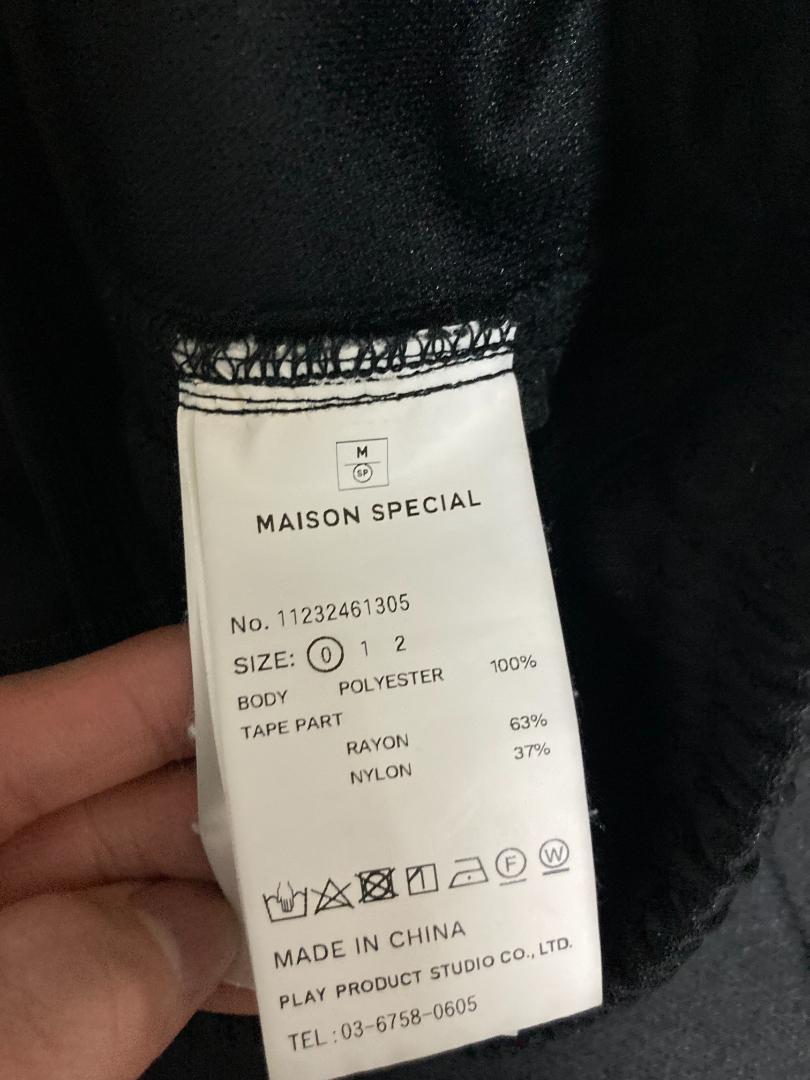 M
SP
MAISON SPECIAL
No. 11232461305
SIZE: 0 1 2
BODY POLYESTER 100%
TAPE PART
RAYON 63%
NYLON 37%
F W
MADE IN CHINA
PLAY PRODUCT STUDIO CO., LTD.
TEL : 03-6758-0605